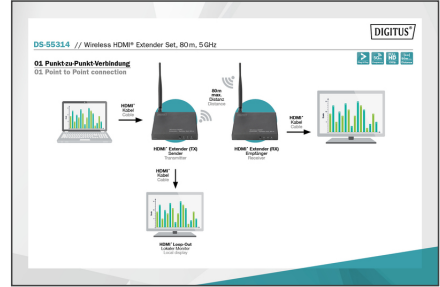 DIGITUS®
DS-55314 // Wireless HDMI® Extender Set, 80m, 5GHz
01 Punkt-zu-Punkt-Verbindung
01 Point to Point connection
80m
max.
Distanz
Distance
HDMI®
Kabel
Cable
HDMI®
Kabel
Cable
HDMI® Extender (TX)
Sender
Transmitter
HDMI® Extender (RX)
Empfänger
Receiver
HDMI®
Kabel
Cable
HDMI® Loop-Out
Lokaler Monitor
Local display